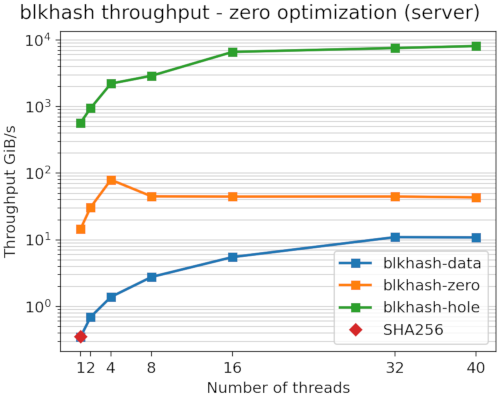 blkhash throughput - zero optimization (server)
Throughput GiB/s
10⁴
10³
10²
10¹
10⁰
blkhash-data
blkhash-zero
blkhash-hole
SHA256
1 2 4 8 16 32 40
Number of threads